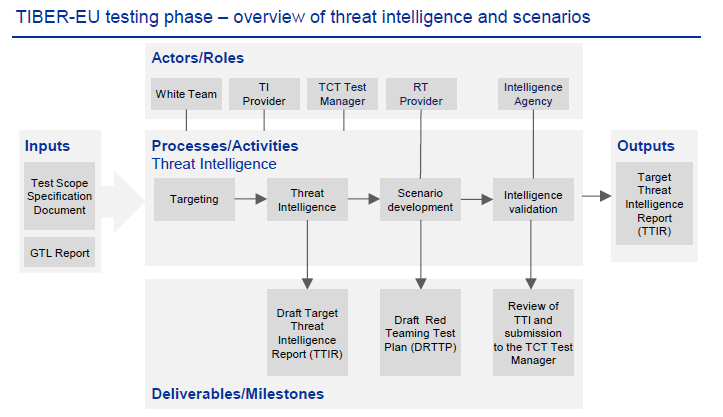 TIBER-EU testing phase – overview of threat intelligence and scenarios
Actors/Roles
White Team
TI
Provider
TCT Test
Manager
RT
Provider
Intelligence
Agency
Inputs
Test Scope
Specification
Document
GTL Report
Processes/Activities
Threat Intelligence
Targeting
Threat
Intelligence
Scenario
development
Intelligence
validation
Outputs
Target
Threat
Intelligence
Report
(TTIR)
Draft Target
Threat
Intelligence
Report (TTIR)
Draft Red
Teaming Test
Plan (DRTTP)
Review of
TTI and
submission
to the TCT Test
Manager
Deliverables/Milestones